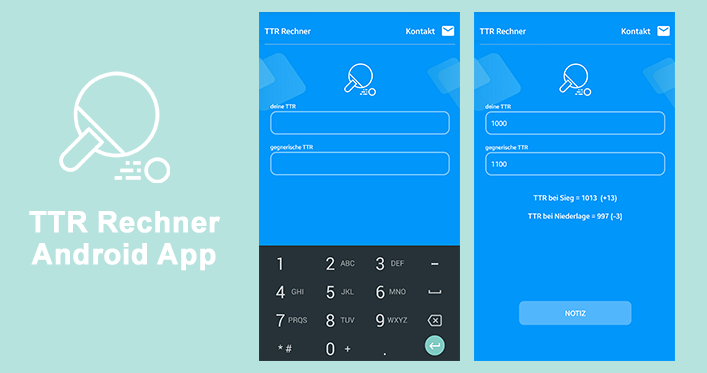 TTR Rechner
Android App
TTR Rechner Kontakt
deine TTR
gegnerische TTR
1 2 ABC 3 DEF –
4 GHI 5 JKL 6 MNO
7 PRQS 8 TUV 9 WXYZ
* # 0 + .
TTR Rechner Kontakt
deine TTR
1000
gegnerische TTR
1100
TTR bei Sieg = 1013 (+13)
TTR bei Niederlage = 997 (-3)
NOTIZ